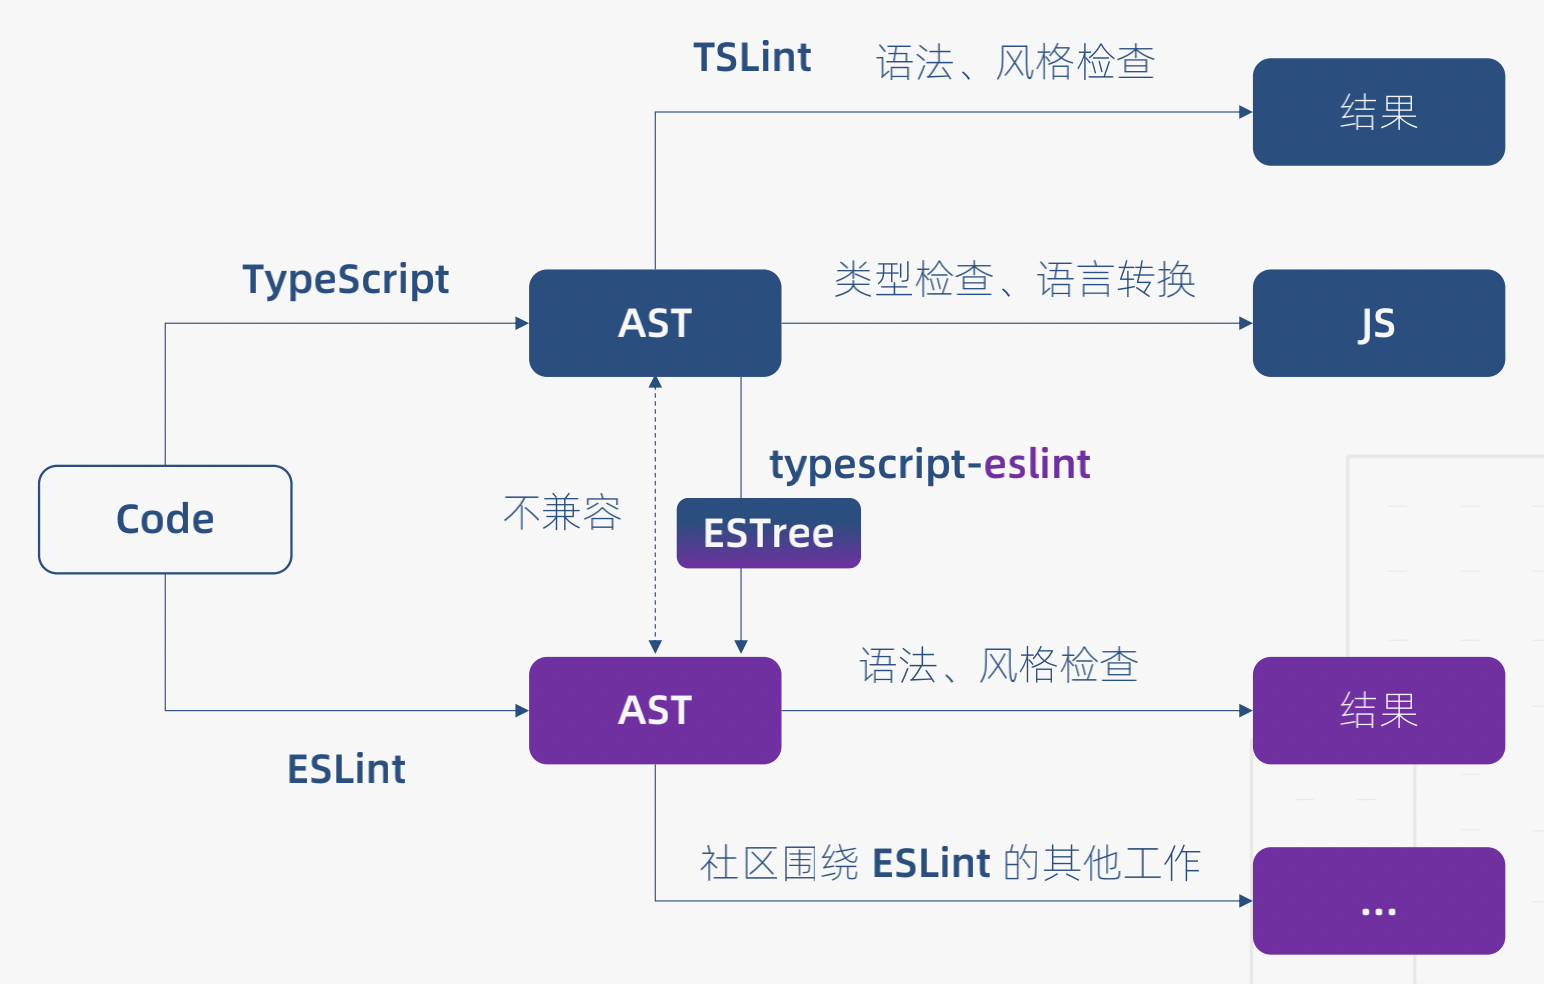 TSLint 语法、风格检查
结果
TypeScript
AST
类型检查、语言转换
JS
typescript-eslint
不兼容
ESTree
Code
语法、风格检查
AST
结果
ESLint
社区围绕 ESLint 的其他工作
...